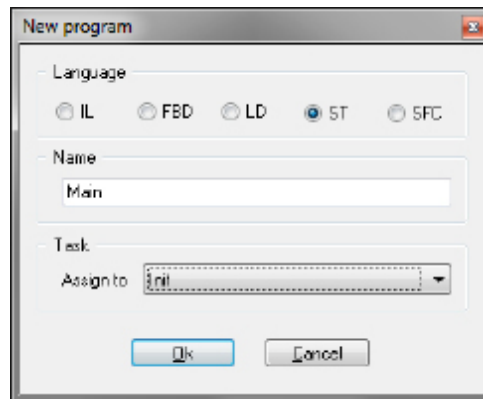 New program
Language
IL FBD LD ST SFC
Name
Main
Task
Assign to Init
Ok Cancel